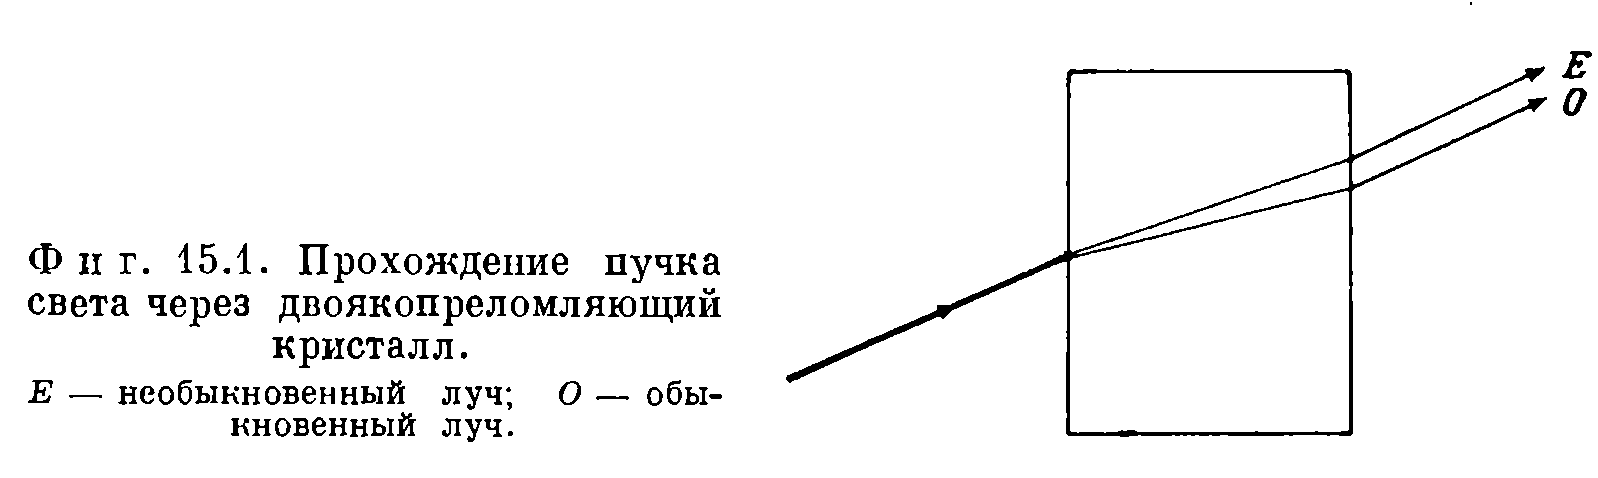 Фиг. 15.1. Прохождение пучка
света через двоякопреломляющий
кристалл.
E — необыкновенный луч; O — обы-
кновенный луч.
E
O